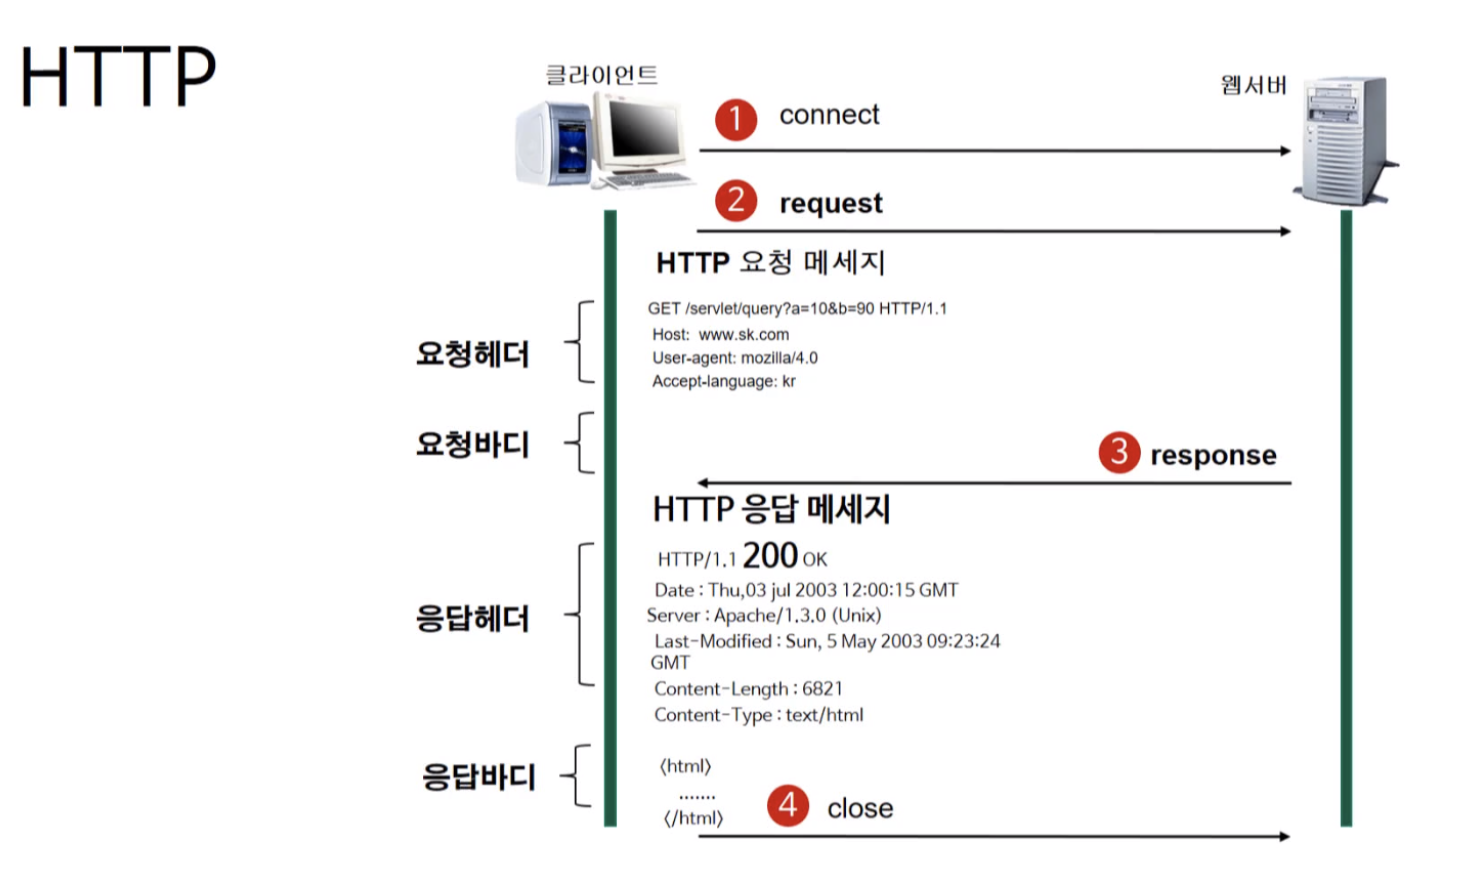 HTTP
클라이언트
웹서버
1 connect
2 request
HTTP 요청 메세지
요청헤더
GET /servlet/query?a=10&b=90 HTTP/1.1
Host: www.sk.com
User-agent: mozilla/4.0
Accept-language: kr
요청바디
3 response
HTTP 응답 메세지
응답헤더
HTTP/1.1 200 OK
Date : Thu,03 jul 2003 12:00:15 GMT
Server : Apache/1.3.0 (Unix)
Last-Modified : Sun, 5 May 2003 09:23:24
GMT
Content-Length : 6821
Content-Type : text/html
응답바디
〈html〉
.......
〈/html〉
4 close